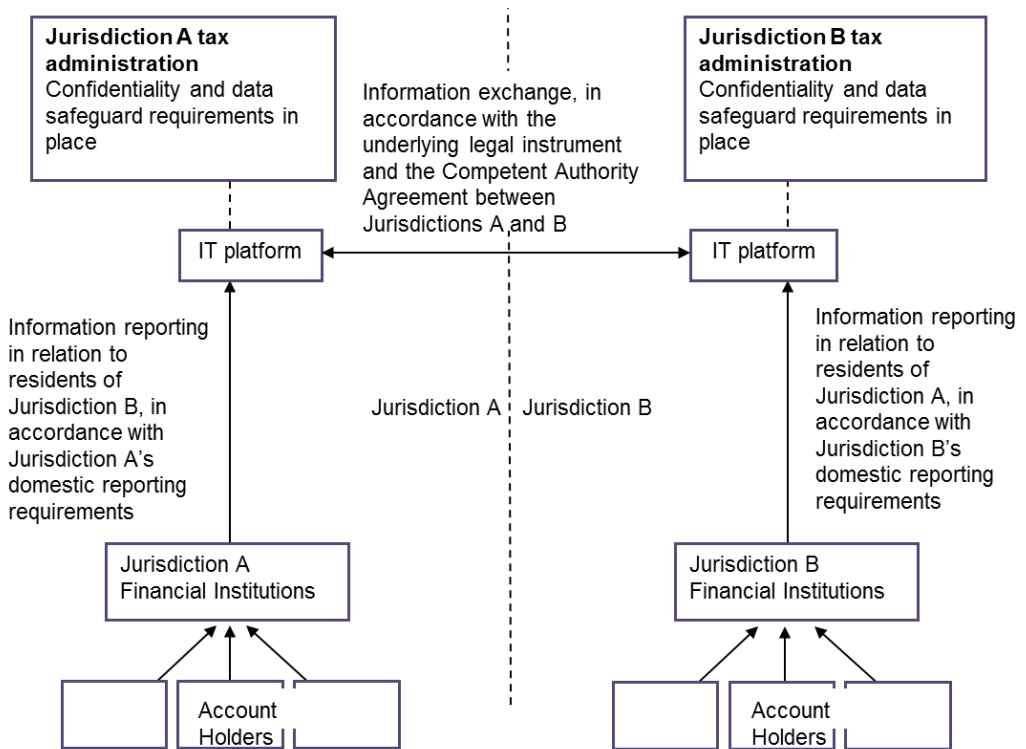 Jurisdiction A tax
administration
Confidentiality and data
safeguard requirements in
place
Jurisdiction B tax
administration
Confidentiality and data
safeguard requirements in
place
Information exchange, in
accordance with the
underlying legal instrument
and the Competent Authority
Agreement between
Jurisdictions A and B
IT platform
IT platform
Information reporting
in relation to
residents of
Jurisdiction B, in
accordance with
Jurisdiction A's
domestic reporting
requirements
Jurisdiction A
Jurisdiction B
Information reporting
in relation to
residents of
Jurisdiction A, in
accordance with
Jurisdiction B's
domestic reporting
requirements
Jurisdiction A
Financial Institutions
Jurisdiction B
Financial Institutions
Account
Holders
Account
Holders